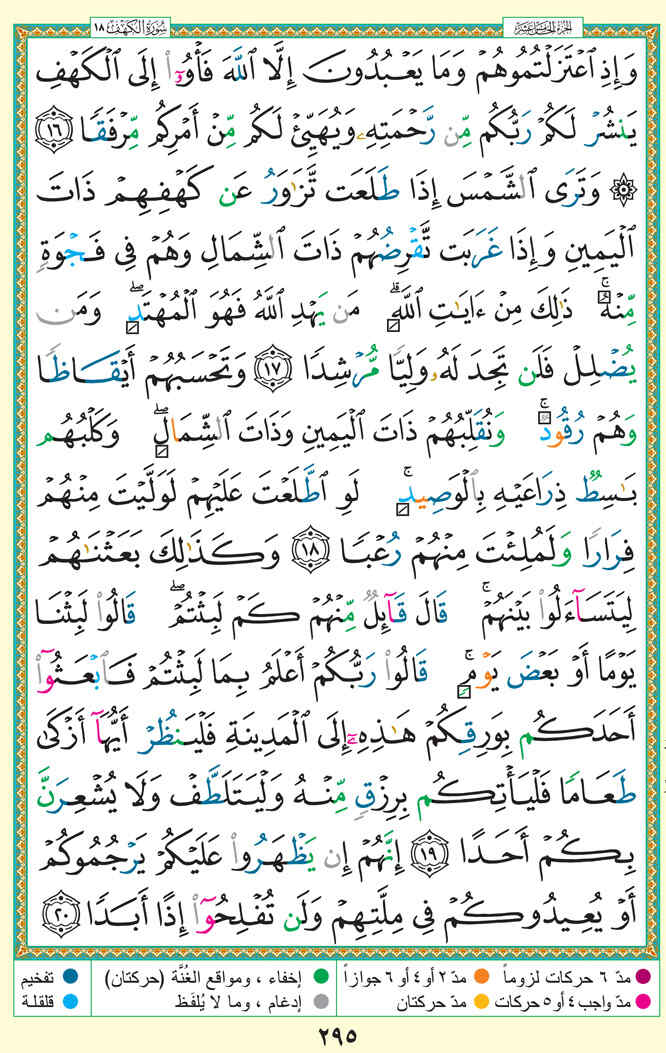 الجزء الخامس عشر
سُورَةُ الكَهْفِ ١٨
وَإِذِ ٱعْتَزَلْتُمُوهُمْ وَمَا يَعْبُدُونَ إِلَّا ٱللَّهَ فَأْوُۥٓا۟ إِلَى ٱلْكَهْفِ
يَنشُرْ لَكُمْ رَبُّكُم مِّن رَّحْمَتِهِۦ وَيُهَيِّئْ لَكُم مِّنْ أَمْرِكُم مِّرْفَقًا ١٦
۞ وَتَرَى ٱلشَّمْسَ إِذَا طَلَعَت تَّزَٰوَرُ عَن كَهْفِهِمْ ذَاتَ
ٱلْيَمِينِ وَإِذَا غَرَبَت تَّقْرِضُهُمْ ذَاتَ ٱلشِّمَالِ وَهُمْ فِى فَجْوَةٍ
مِّنْهُ ۚ ذَٰلِكَ مِنْ ءَايَٰتِ ٱللَّهِ ۗ مَن يَهْدِ ٱللَّهُ فَهُوَ ٱلْمُهْتَدِ ۖ وَمَن
يُضْلِلْ فَلَن تَجِدَ لَهُۥ وَلِيًّا مُّرْشِدًا ١٧ وَتَحْسَبُهُمْ أَيْقَاظًا
وَهُمْ رُقُودٌ ۚ وَنُقَلِّبُهُمْ ذَاتَ ٱلْيَمِينِ وَذَاتَ ٱلشِّمَالِ ۖ وَكَلْبُهُم
بَٰسِطٌ ذِرَاعَيْهِ بِٱلْوَصِيدِ ۚ لَوِ ٱطَّلَعْتَ عَلَيْهِمْ لَوَلَّيْتَ مِنْهُمْ
فِرَارًا وَلَمُلِئْتَ مِنْهُمْ رُعْبًا ١٨ وَكَذَٰلِكَ بَعَثْنَٰهُمْ
لِيَتَسَآءَلُوا۟ بَيْنَهُمْ ۚ قَالَ قَآئِلٌ مِّنْهُمْ كَمْ لَبِثْتُمْ ۖ قَالُوا۟ لَبِثْنَا
يَوْمًا أَوْ بَعْضَ يَوْمٍ ۚ قَالُوا۟ رَبُّكُمْ أَعْلَمُ بِمَا لَبِثْتُمْ فَٱبْعَثُوٓا۟
أَحَدَكُم بِوَرِقِكُمْ هَٰذِهِۦٓ إِلَى ٱلْمَدِينَةِ فَلْيَنظُرْ أَيُّهَآ أَزْكَىٰ
طَعَامًا فَلْيَأْتِكُم بِرِزْقٍ مِّنْهُ وَلْيَتَلَطَّفْ وَلَا يُشْعِرَنَّ
بِكُمْ أَحَدًا ١٩ إِنَّهُمْ إِن يَظْهَرُوا۟ عَلَيْكُمْ يَرْجُمُوكُمْ
أَوْ يُعِيدُوكُمْ فِى مِلَّتِهِمْ وَلَن تُفْلِحُوٓا۟ إِذًا أَبَدًا ٢٠
مدّ ٦ حركات لزوماً مدّ ٢ أو ٤ أو ٦ جوازاً إخفاء ، ومواقع الغُنَّة (حركتان) تفخيم
مدّ واجب ٤ أو ٥ حركات مدّ حركتان إدغام ، وما لا يُلفَظ قلقلة
٢٩٥